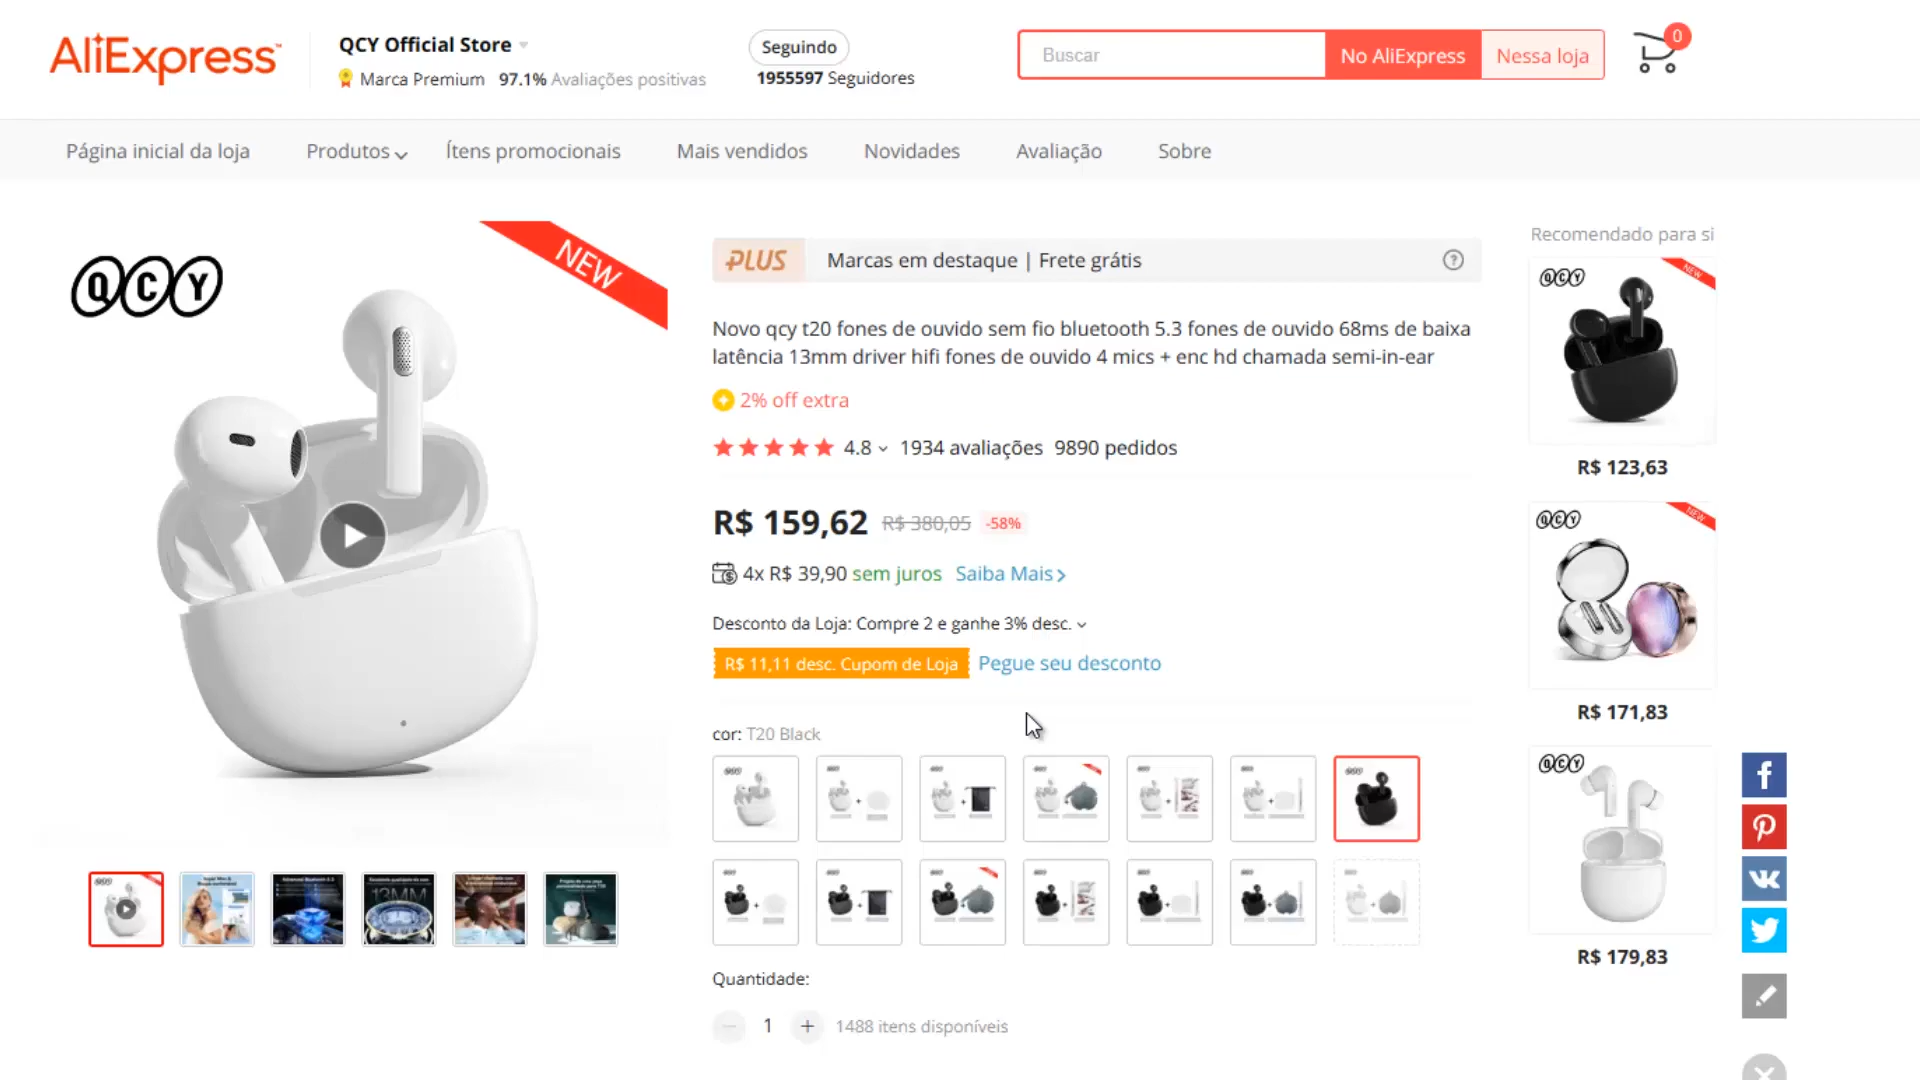 AliExpress
QCY Official Store
Marca Premium 97.1% Avaliações positivas
Seguindo
1955597 Seguidores
Buscar
No AliExpress
Nessa loja
0
Página inicial da loja
Produtos
Ítens promocionais
Mais vendidos
Novidades
Avaliação
Sobre
QCY
NEW
PLUS
Marcas em destaque | Frete grátis
?
Novo qcy t20 fones de ouvido sem fio bluetooth 5.3 fones de ouvido 68ms de baixa
latência 13mm driver hifi fones de ouvido 4 mics + enc hd chamada semi-in-ear
2% off extra
4.8
1934 avaliações 9890 pedidos
R$ 159,62 R$ 380,05 -58%
4x R$ 39,90 sem juros Saiba Mais
Desconto da Loja: Compre 2 e ganhe 3% desc.
R$ 11,11 desc. Cupom de Loja Pegue seu desconto
cor: T20 Black
13MM
Quantidade:
1
1488 itens disponíveis
Recomendado para si
QCY
NEW
R$ 123,63
QCY
NEW
R$ 171,83
QCY
R$ 179,83